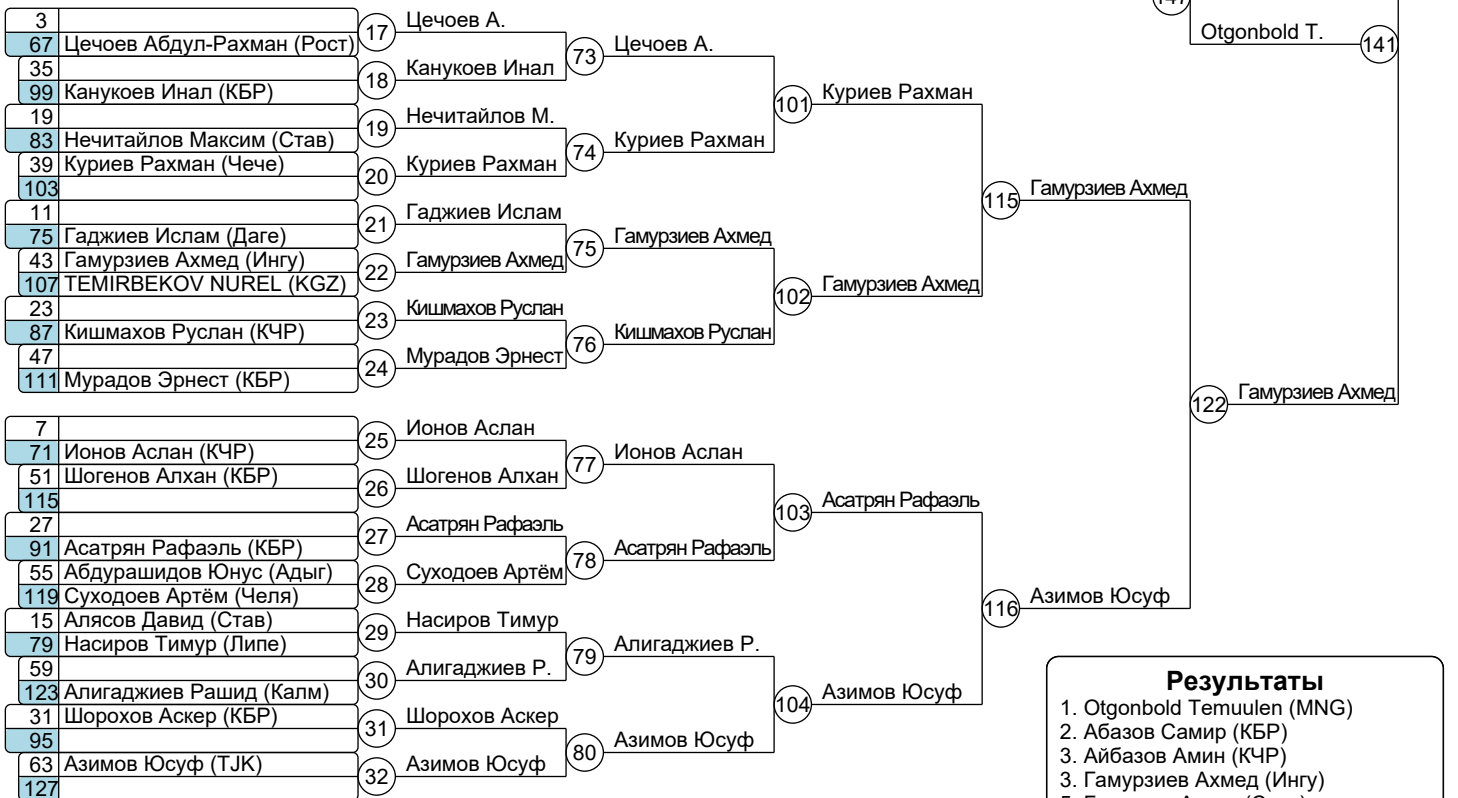 3
67 Цечоев Абдул-Рахман (Рост)
35
99 Канукоев Инал (КБР)
19
83 Нечитайлов Максим (Став)
39 Куриев Рахман (Чече)
103
11
75 Гаджиев Ислам (Даге)
43 Гамурзиев Ахмед (Ингу)
107 TEMIRBEKOV NUREL (KGZ)
23
87 Кишмахов Руслан (КЧР)
47
111 Мурадов Эрнест (КБР)
7
71 Ионов Аслан (КЧР)
51 Шогенов Алхан (КБР)
115
27
91 Асатрян Рафаэль (КБР)
55 Абдурашидов Юнус (Адыг)
119 Суходоев Артём (Челя)
15 Алясов Давид (Став)
79 Насиров Тимур (Липе)
59
123 Алигаджиев Рашид (Калм)
31 Шорохов Аскер (КБР)
95
63 Азимов Юсуф (TJK)
127
17 Цечоев А.
18 Канукоев Инал
19 Нечитайлов М.
20 Куриев Рахман
21 Гаджиев Ислам
22 Гамурзиев Ахмед
23 Кишмахов Руслан
24 Мурадов Эрнест
25 Ионов Аслан
26 Шогенов Алхан
27 Асатрян Рафаэль
28 Суходоев Артём
29 Насиров Тимур
30 Алигаджиев Р.
31 Шорохов Аскер
32 Азимов Юсуф
73 Цечоев А.
74 Куриев Рахман
75 Гамурзиев Ахмед
76 Кишмахов Руслан
77 Ионов Аслан
78 Асатрян Рафаэль
79 Алигаджиев Р.
80 Азимов Юсуф
101 Куриев Рахман
102 Гамурзиев Ахмед
103 Асатрян Рафаэль
104 Азимов Юсуф
115 Гамурзиев Ахмед
116 Азимов Юсуф
122 Гамурзиев Ахмед
Otgonbold T. 141
Результаты
1. Otgonbold Temuulen (MNG)
2. Абазов Самир (КБР)
3. Айбазов Амин (КЧР)
3. Гамурзиев Ахмед (Ингу)